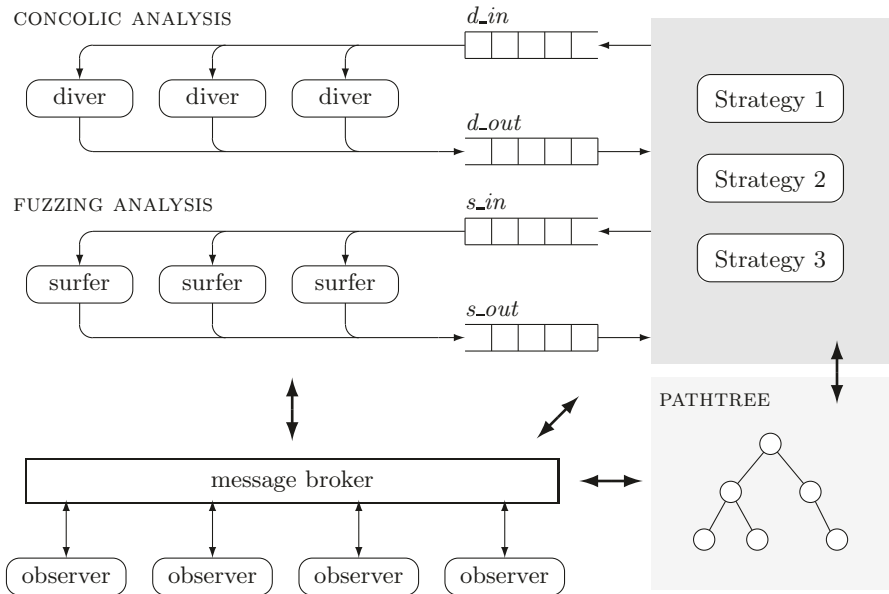 CONCOLIC ANALYSIS
d_in
diver diver diver
Strategy 1
d_out
Strategy 2
FUZZING ANALYSIS
s_in
Strategy 3
surfer surfer surfer
s_out
PATHTREE
message broker
observer observer observer observer